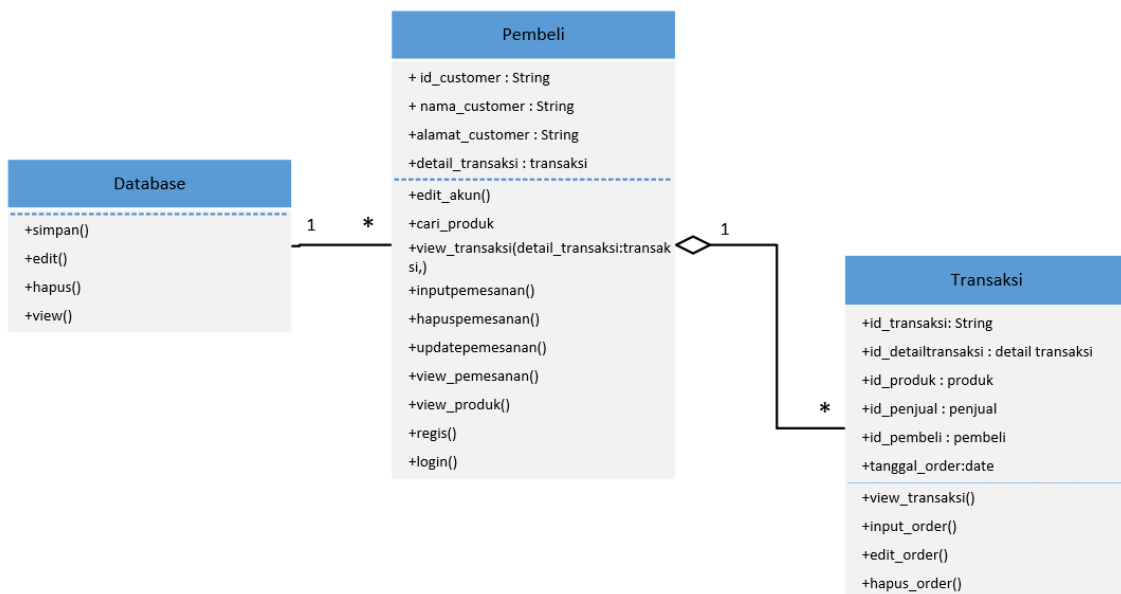 Pembeli
+ id_customer : String
+ nama_customer : String
+alamat_customer : String
+detail_transaksi : transaksi
+edit_akun()
+cari_produk
+view_transaksi(detail_transaksi:transak
si,)
+inputpemesanan()
+hapuspemesanan()
+updatepemesanan()
+view_pemesanan()
+view_produk()
+regis()
+login()
Database
+simpan()
+edit()
+hapus()
+view()
1
*
1
*
Transaksi
+id_transaksi: String
+id_detailtransaksi : detail transaksi
+id_produk : produk
+id_penjual : penjual
+id_pembeli : pembeli
+tanggal_order:date
+view_transaksi()
+input_order()
+edit_order()
+hapus_order()